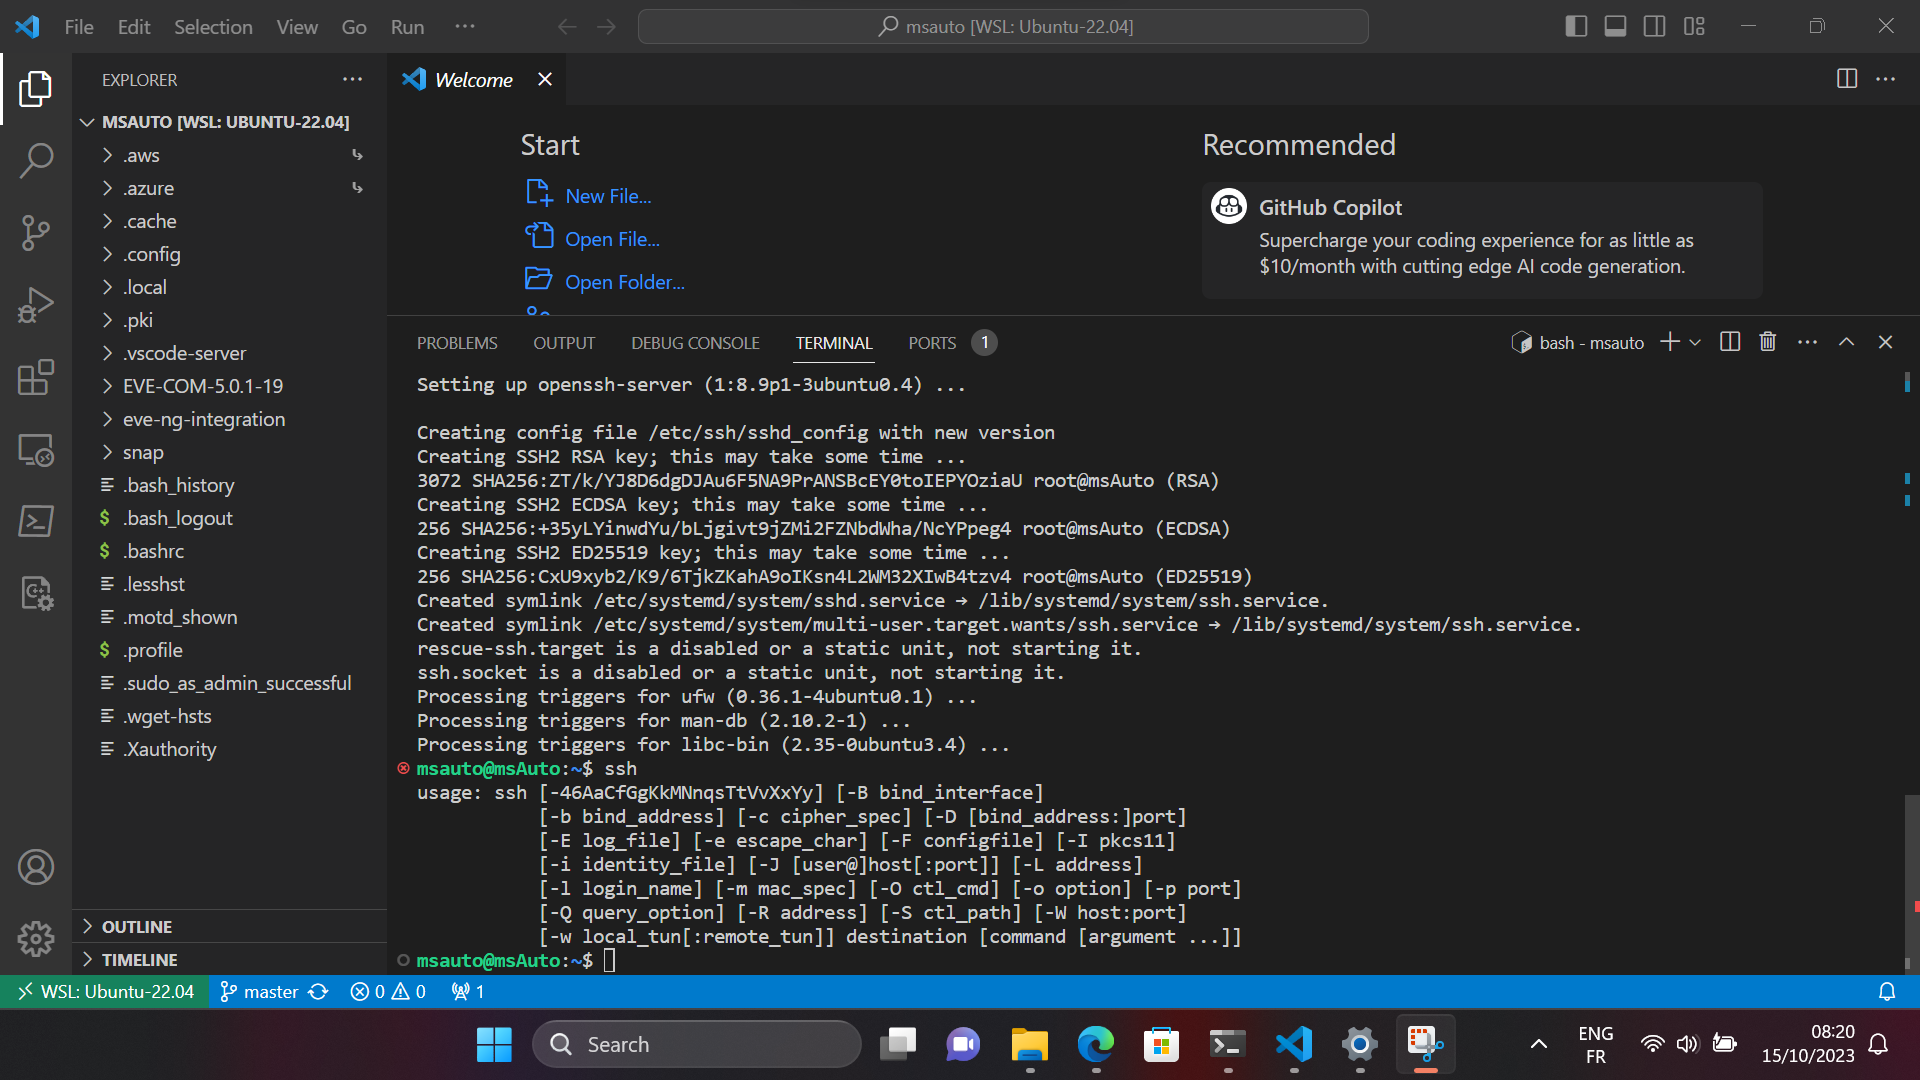 File Edit Selection View Go Run ···
msauto [WSL: Ubuntu-22.04]
EXPLORER
MSAUTO [WSL: UBUNTU-22.04]
.aws
.azure
.cache
.config
.local
.pki
.vscode-server
EVE-COM-5.0.1-19
eve-ng-integration
snap
.bash_history
$ .bash_logout
$ .bashrc
.lesshst
.motd_shown
$ .profile
.sudo_as_admin_successful
.wget-hsts
.Xauthority
OUTLINE
TIMELINE
Welcome
Start
New File...
Open File...
Open Folder...
Recommended
GitHub Copilot
Supercharge your coding experience for as little as
$10/month with cutting edge AI code generation.
PROBLEMS OUTPUT DEBUG CONSOLE TERMINAL PORTS 1
bash - msauto
Setting up openssh-server (1:8.9p1-3ubuntu0.4) ...
Creating config file /etc/ssh/sshd_config with new version
Creating SSH2 RSA key; this may take some time ...
3072 SHA256:ZT/k/YJ8D6dgDJAu6F5NA9PrANSBcEY0toIEPYOziaU root@msAuto (RSA)
Creating SSH2 ECDSA key; this may take some time ...
256 SHA256:+35yLYinwdYu/bLjgivt9jZMi2FZNbdWha/NcYPpeg4 root@msAuto (ECDSA)
Creating SSH2 ED25519 key; this may take some time ...
256 SHA256:CxU9xyb2/K9/6TjkZKahA9oIKsn4L2WM32XIwB4tzv4 root@msAuto (ED25519)
Created symlink /etc/systemd/system/sshd.service → /lib/systemd/system/ssh.service.
Created symlink /etc/systemd/system/multi-user.target.wants/ssh.service → /lib/systemd/system/ssh.service.
rescue-ssh.target is a disabled or a static unit, not starting it.
ssh.socket is a disabled or a static unit, not starting it.
Processing triggers for ufw (0.36.1-4ubuntu0.1) ...
Processing triggers for man-db (2.10.2-1) ...
Processing triggers for libc-bin (2.35-0ubuntu3.4) ...
msauto@msAuto:~$ ssh
usage: ssh [-46AaCfGgKkMNnqsTtVvXxYy] [-B bind_interface]
[-b bind_address] [-c cipher_spec] [-D [bind_address:]port]
[-E log_file] [-e escape_char] [-F configfile] [-I pkcs11]
[-i identity_file] [-J [user@]host[:port]] [-L address]
[-l login_name] [-m mac_spec] [-O ctl_cmd] [-o option] [-p port]
[-Q query_option] [-R address] [-S ctl_path] [-W host:port]
[-w local_tun[:remote_tun]] destination [command [argument ...]]
msauto@msAuto:~$
WSL: Ubuntu-22.04 master 0 0 1
Search
ENG
FR
08:20
15/10/2023